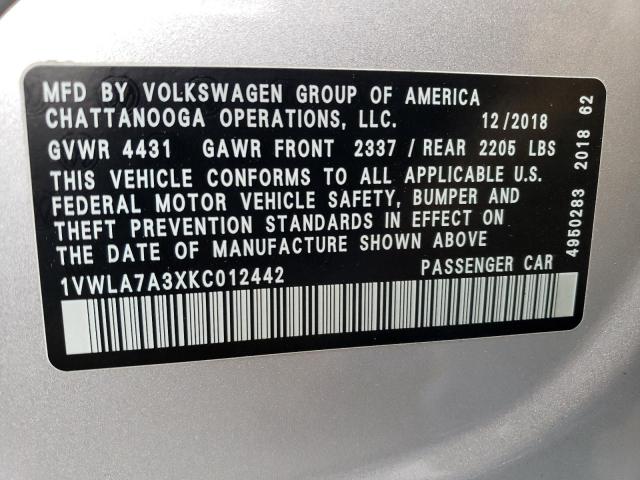 MFD BY VOLKSWAGEN GROUP OF AMERICA
CHATTANOOGA OPERATIONS, LLC. 12/2018
GVWR 4431 GAWR FRONT 2337 / REAR 2205 LBS
THIS VEHICLE CONFORMS TO ALL APPLICABLE U.S.
FEDERAL MOTOR VEHICLE SAFETY, BUMPER AND
THEFT PREVENTION STANDARDS IN EFFECT ON
THE DATE OF MANUFACTURE SHOWN ABOVE
1VWLA7A3XKC012442 PASSENGER CAR
4950283 2018 62